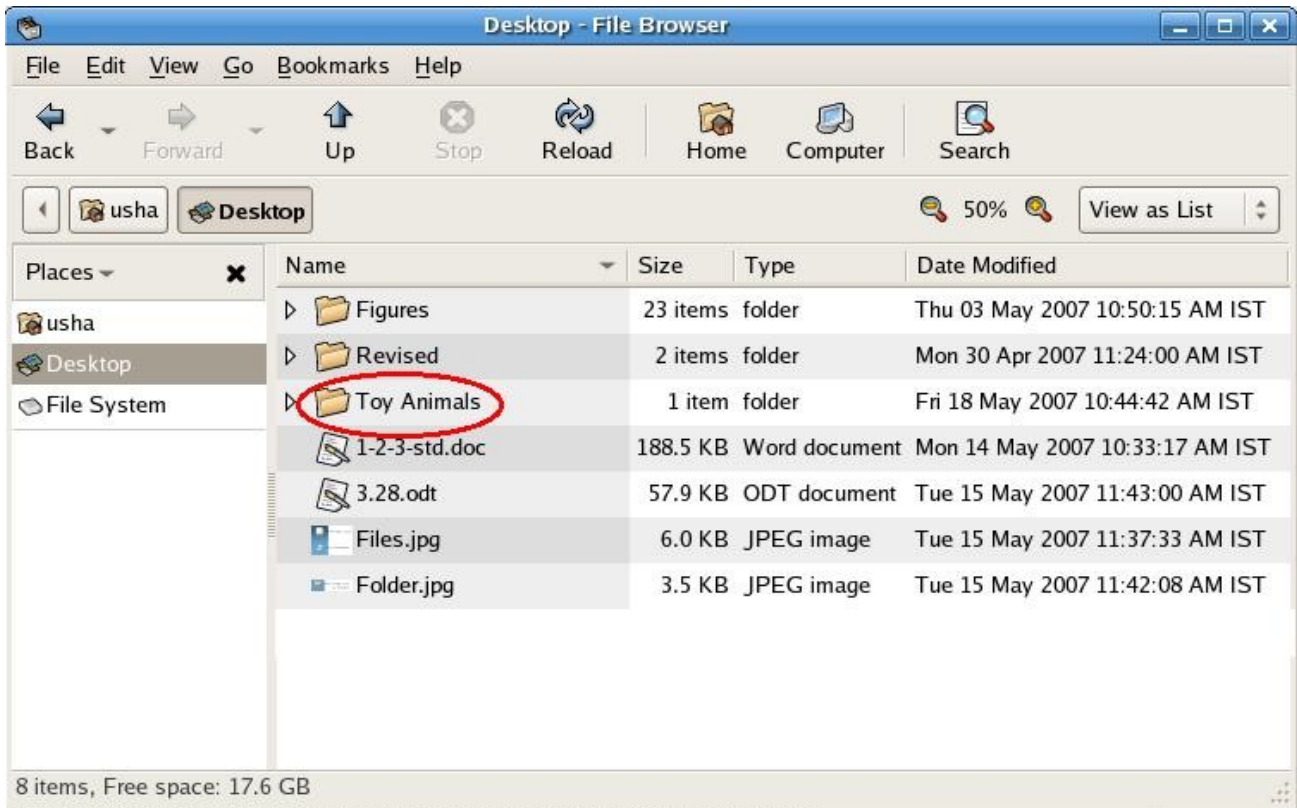 Desktop - File Browser
File Edit View Go Bookmarks Help
Back Forward Up Stop Reload Home Computer Search
usha Desktop 50% View as List
Places Name Size Type Date Modified
usha
Desktop
File System
Figures 23 items folder Thu 03 May 2007 10:50:15 AM IST
Revised 2 items folder Mon 30 Apr 2007 11:24:00 AM IST
Toy Animals 1 item folder Fri 18 May 2007 10:44:42 AM IST
1-2-3-std.doc 188.5 KB Word document Mon 14 May 2007 10:33:17 AM IST
3.28.odt 57.9 KB ODT document Tue 15 May 2007 11:43:00 AM IST
Files.jpg 6.0 KB JPEG image Tue 15 May 2007 11:37:33 AM IST
Folder.jpg 3.5 KB JPEG image Tue 15 May 2007 11:42:08 AM IST
8 items, Free space: 17.6 GB